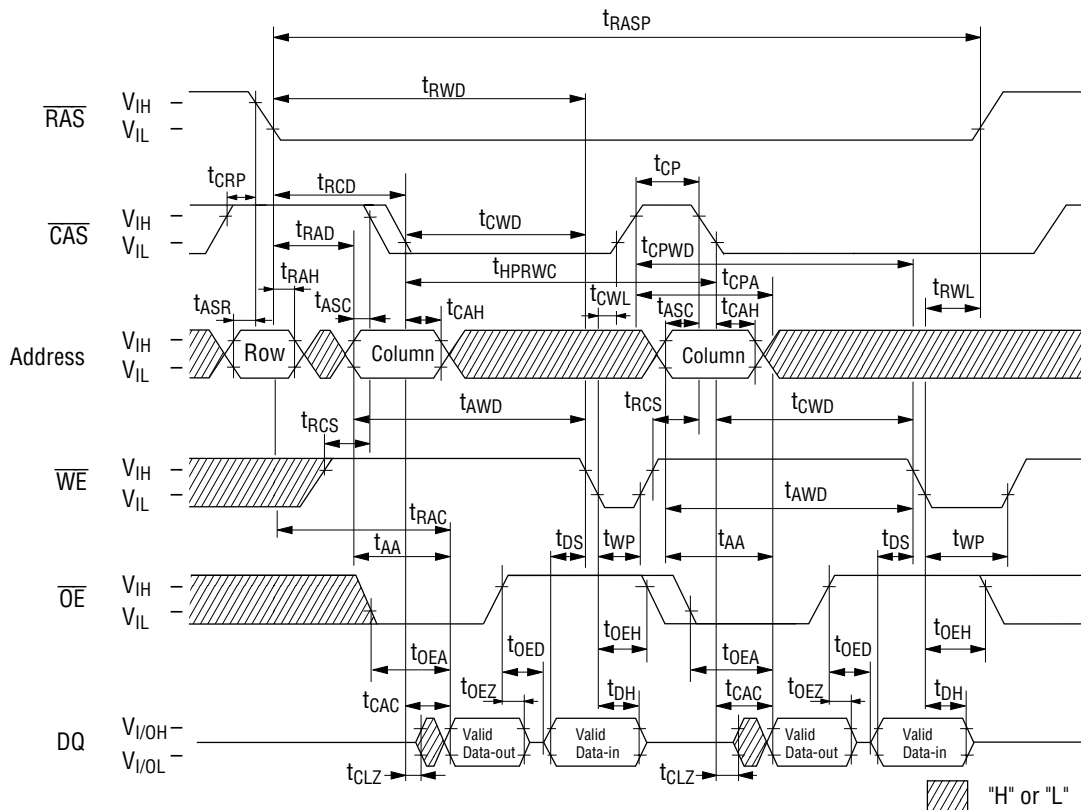 tRASP
tRWD
RAS VIH
VIL
tCRP tRCD tCP
CAS VIH
VIL
tRAD tCWD tCPWD
tHPRWC tCPA
tRAH tCWL tRWL
tASR tASC tCAH tASC tCAH
Address VIH
VIL
Row Column Column
tAWD tRCS tCWD
tRCS
WE VIH
VIL
tAWD
tRAC
tAA tDS tWP tAA tDS tWP
OE VIH
VIL
tOEA tOED tOEH tOEA tOED tOEH
tCAC tOEZ tDH tCAC tOEZ tDH
DQ VI/OH
VI/OL
Valid Data-out Valid Data-in Valid Data-out Valid Data-in
tCLZ tCLZ
"H" or "L"